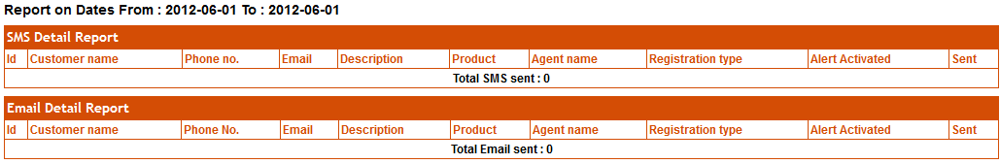 Report on Dates From : 2012-06-01 To : 2012-06-01
SMS Detail Report
Id Customer name Phone no. Email Description Product Agent name Registration type Alert Activated Sent
Total SMS sent : 0
Email Detail Report
Id Customer name Phone No. Email Description Product Agent name Registration type Alert Activated Sent
Total Email sent : 0